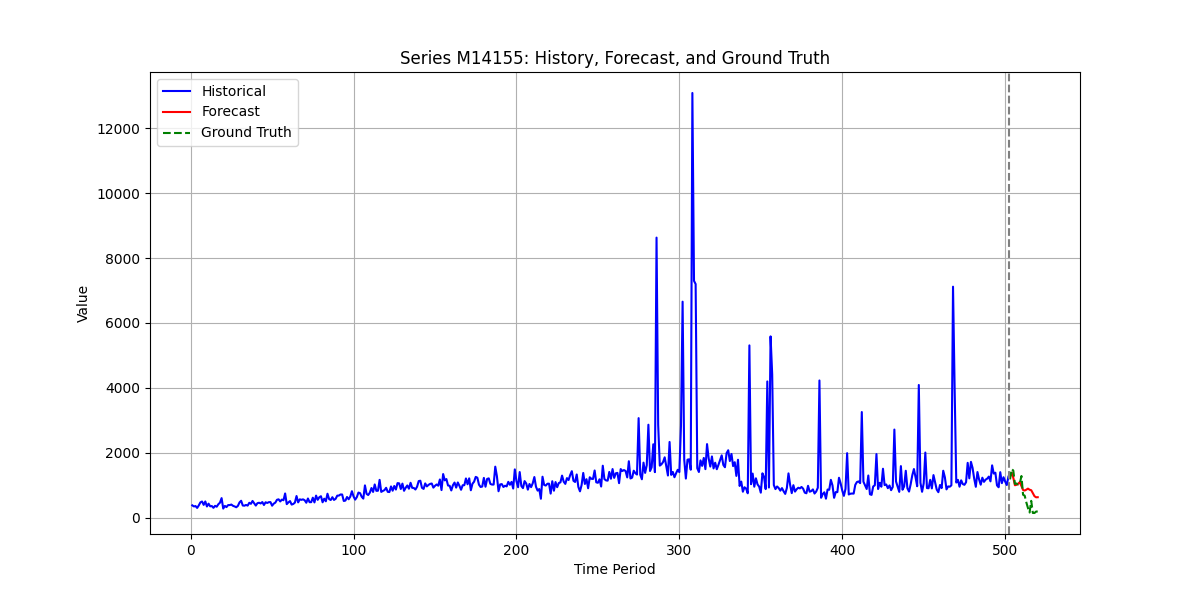 Series M14155: History, Forecast, and Ground Truth
Historical
Forecast
Ground Truth
12000
10000
8000
6000
4000
2000
0
Value
0 100 200 300 400 500
Time Period